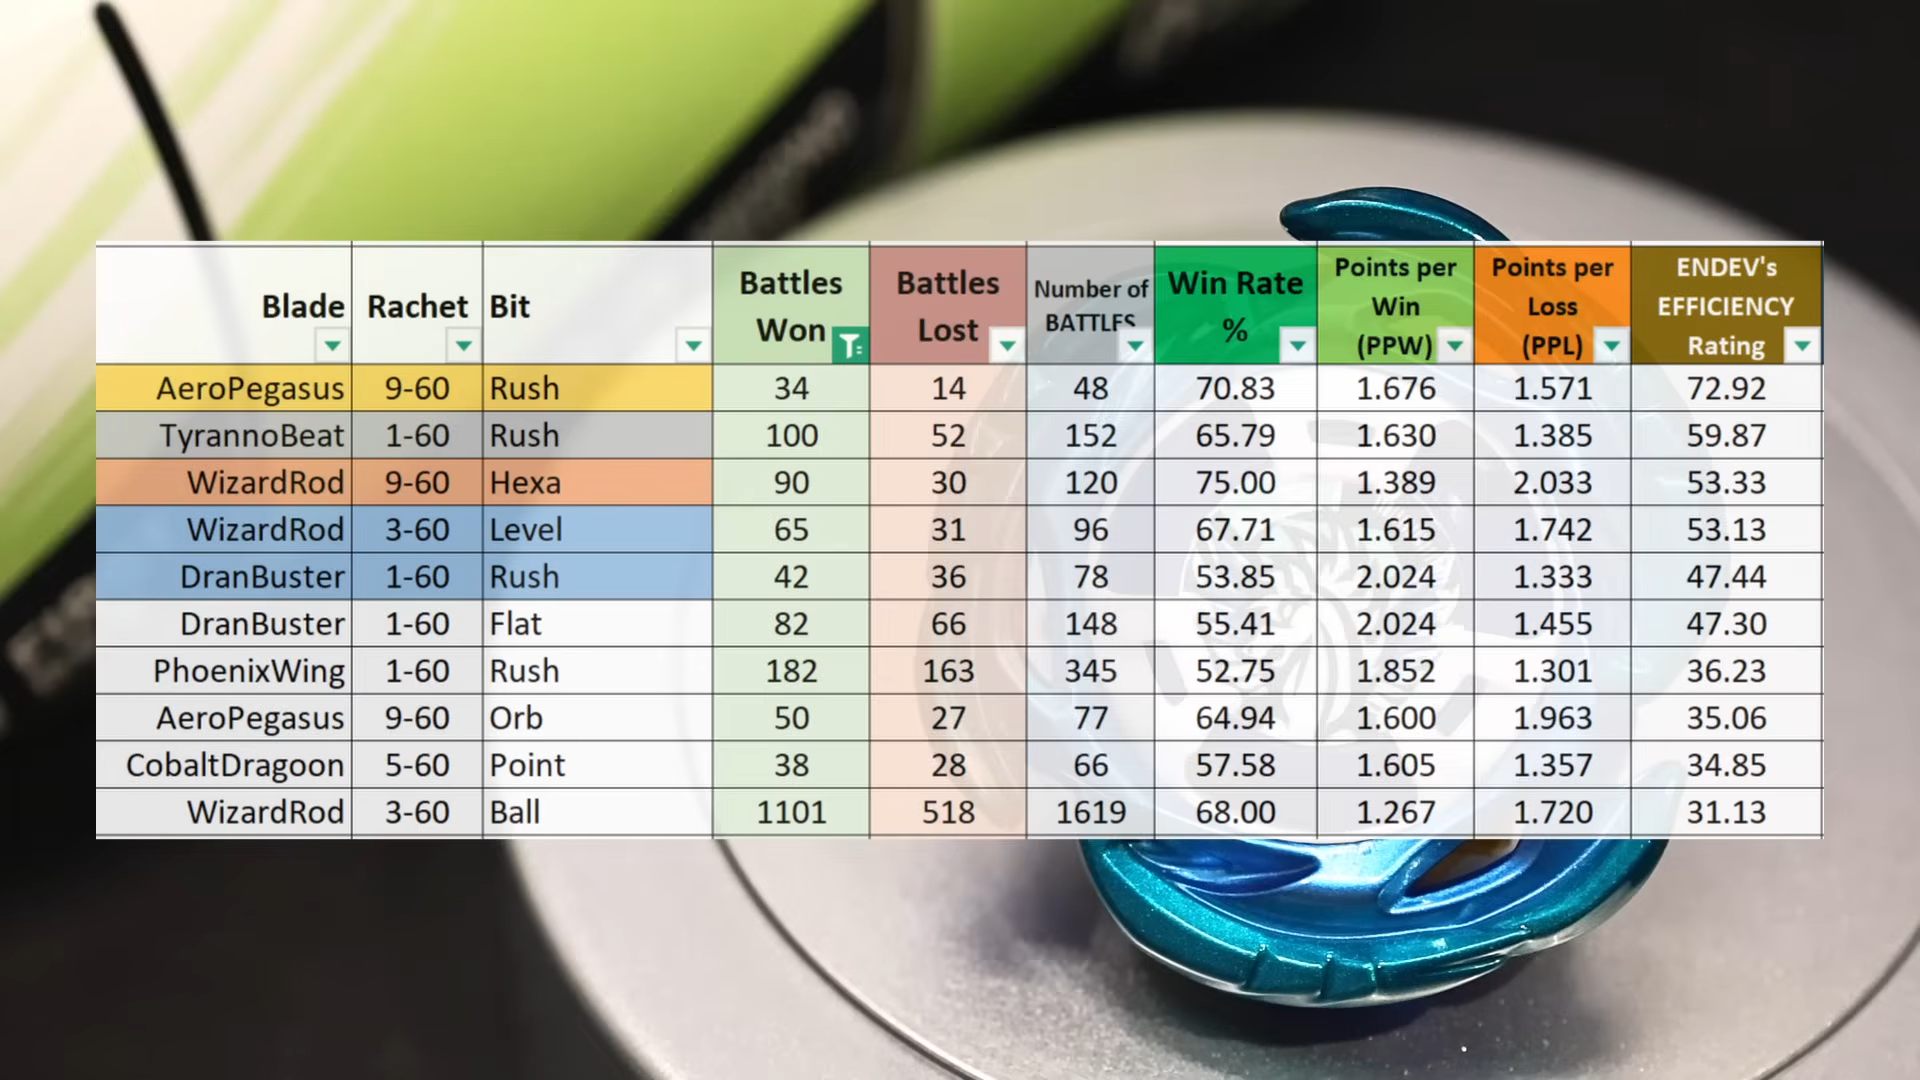 Blade Rachet Bit Battles Won Battles Lost Number of BATTLES Win Rate % Points per Win (PPW) Points per Loss (PPL) ENDEV's EFFICIENCY Rating
AeroPegasus 9-60 Rush 34 14 48 70.83 1.676 1.571 72.92
TyrannoBeat 1-60 Rush 100 52 152 65.79 1.630 1.385 59.87
WizardRod 9-60 Hexa 90 30 120 75.00 1.389 2.033 53.33
WizardRod 3-60 Level 65 31 96 67.71 1.615 1.742 53.13
DranBuster 1-60 Rush 42 36 78 53.85 2.024 1.333 47.44
DranBuster 1-60 Flat 82 66 148 55.41 2.024 1.455 47.30
PhoenixWing 1-60 Rush 182 163 345 52.75 1.852 1.301 36.23
AeroPegasus 9-60 Orb 50 27 77 64.94 1.600 1.963 35.06
CobaltDragoon 5-60 Point 38 28 66 57.58 1.605 1.357 34.85
WizardRod 3-60 Ball 1101 518 1619 68.00 1.267 1.720 31.13